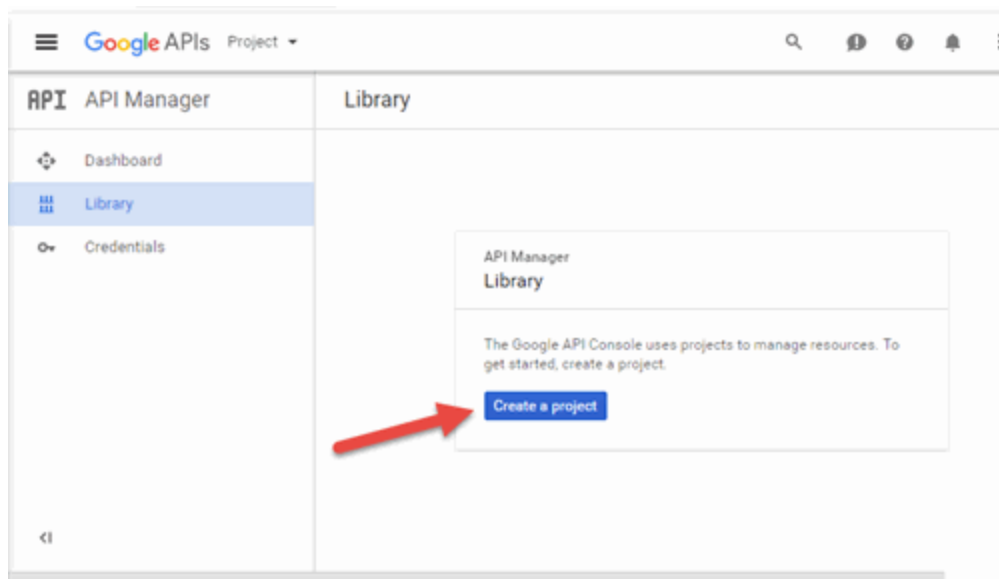 Google APIs Project
API API Manager Library
Dashboard
Library
Credentials
API Manager
Library
The Google API Console uses projects to manage resources. To
get started, create a project.
Create a project